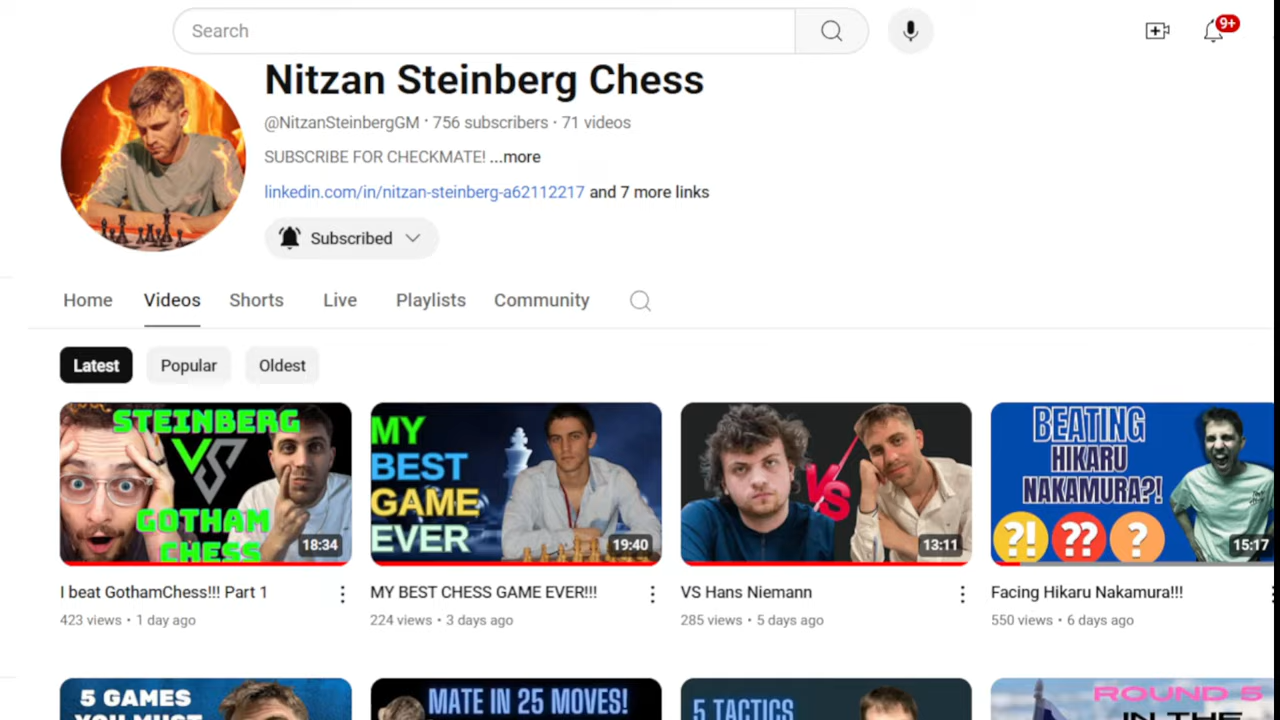 Search
9+
Nitzan Steinberg Chess
@NitzanSteinbergGM · 756 subscribers · 71 videos
SUBSCRIBE FOR CHECKMATE! ...more
linkedin.com/in/nitzan-steinberg-a62112217 and 7 more links
Subscribed
Home Videos Shorts Live Playlists Community
Latest Popular Oldest
STEINBERG
VS
GOTHAM
CHESS
18:34
MY
BEST
GAME
EVER
19:40
VS
13:11
BEATING
HIKARU
NAKAMURA?!
?! ?? ?
15:17
I beat GothamChess!!! Part 1
423 views • 1 day ago
MY BEST CHESS GAME EVER!!!
224 views • 3 days ago
VS Hans Niemann
285 views • 5 days ago
Facing Hikaru Nakamura!!!
550 views • 6 days ago
5 GAMES
YOU MUST
MATE IN 25 MOVES!
5 TACTICS
ROUND 5
IN THE